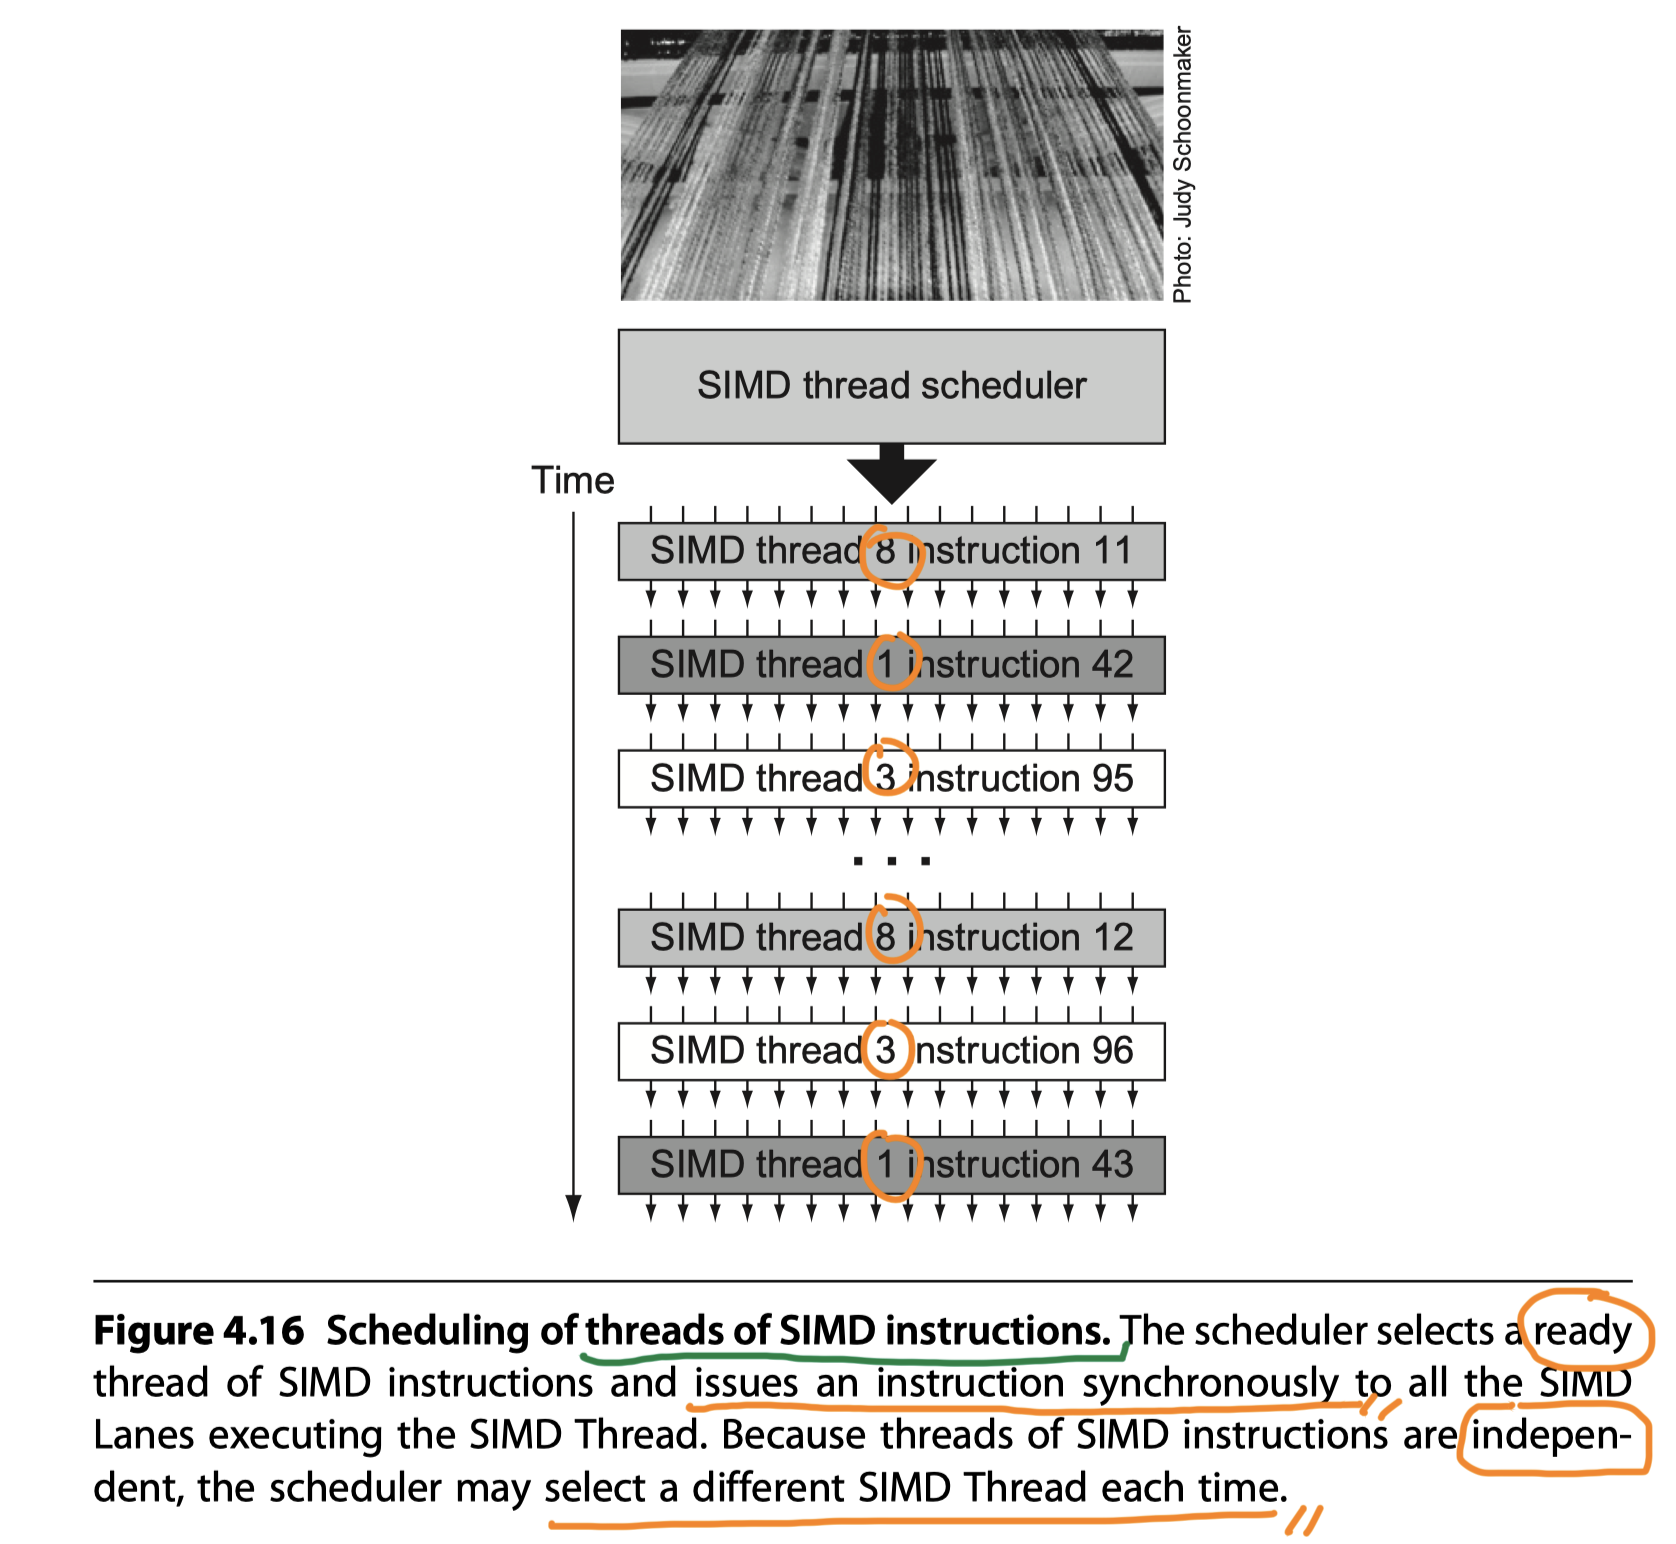 Photo: Judy Schoonmaker
SIMD thread scheduler
Time
SIMD thread 8 instruction 11
SIMD thread 1 instruction 42
SIMD thread 3 instruction 95
. . .
SIMD thread 8 instruction 12
SIMD thread 3 instruction 96
SIMD thread 1 instruction 43
Figure 4.16 Scheduling of threads of SIMD instructions. The scheduler selects a ready
thread of SIMD instructions and issues an instruction synchronously to all the SIMD
Lanes executing the SIMD Thread. Because threads of SIMD instructions are indepen-
dent, the scheduler may select a different SIMD Thread each time.